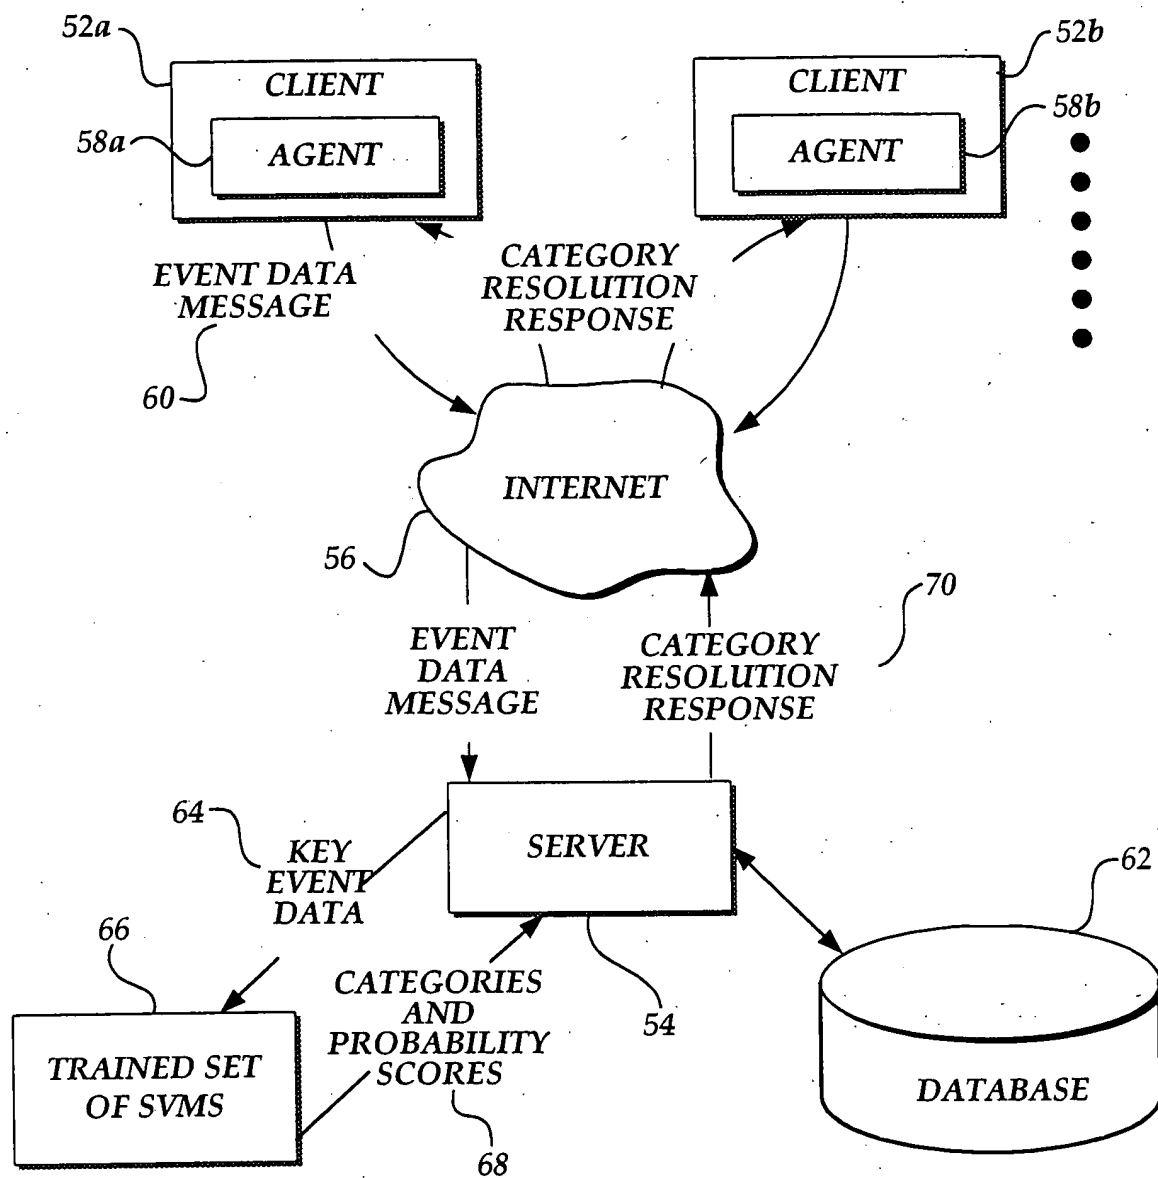 52a
52b
CLIENT
CLIENT
58a
58b
AGENT
AGENT
EVENT DATA
MESSAGE
CATEGORY
RESOLUTION
RESPONSE
60
INTERNET
56
70
EVENT
DATA
MESSAGE
CATEGORY
RESOLUTION
RESPONSE
64
KEY
EVENT
DATA
SERVER
62
66
CATEGORIES
AND
PROBABILITY
SCORES
54
TRAINED SET
OF SVMS
DATABASE
68